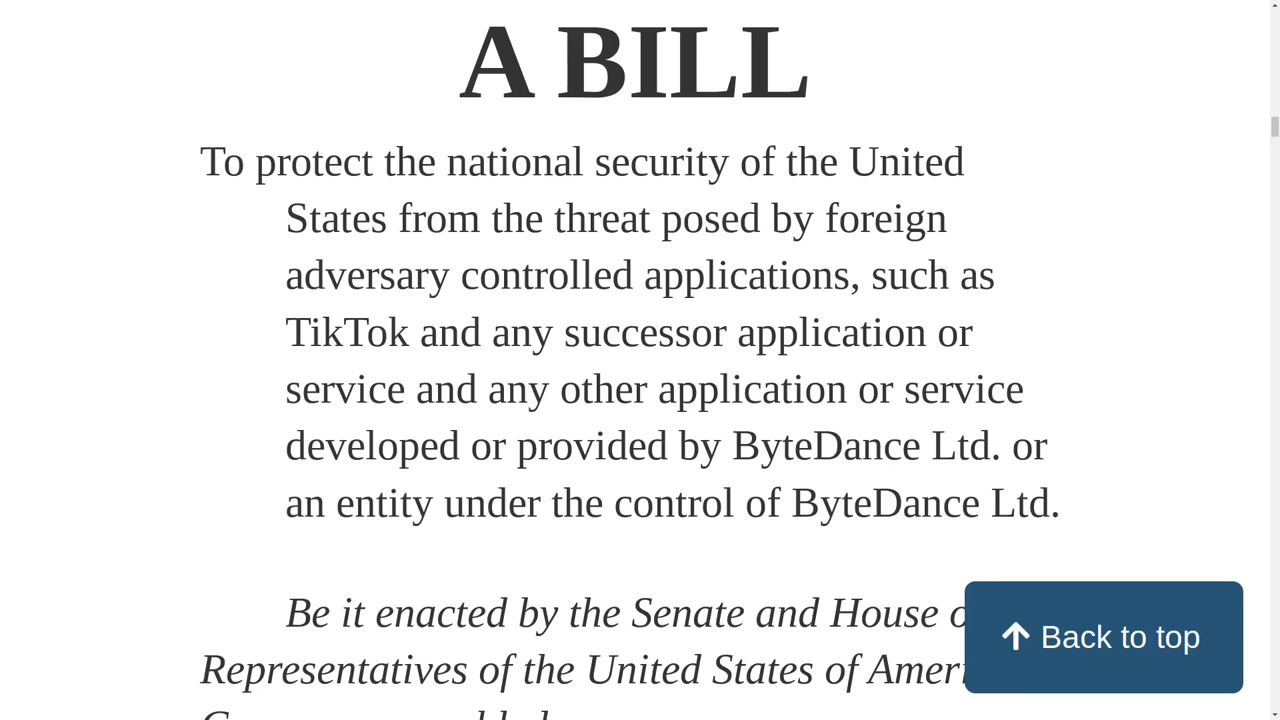 A BILL
To protect the national security of the United
States from the threat posed by foreign
adversary controlled applications, such as
TikTok and any successor application or
service and any other application or service
developed or provided by ByteDance Ltd. or
an entity under the control of ByteDance Ltd.
Be it enacted by the Senate and House
Representatives of the United States of
Back to top